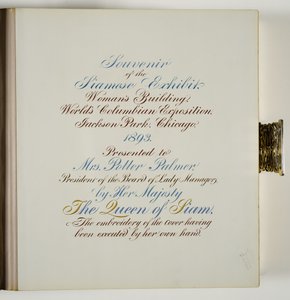 Souvenir
of the
Siamese Exhibit,
Woman's Building,
World's Columbian Exposition,
Jackson Park, Chicago,
1893.
Presented to
Mrs. Potter Palmer,
President of the Board of Lady Managers,
by Her Majesty
The Queen of Siam,
The embroidery of the cover having
been executed by her own hand.